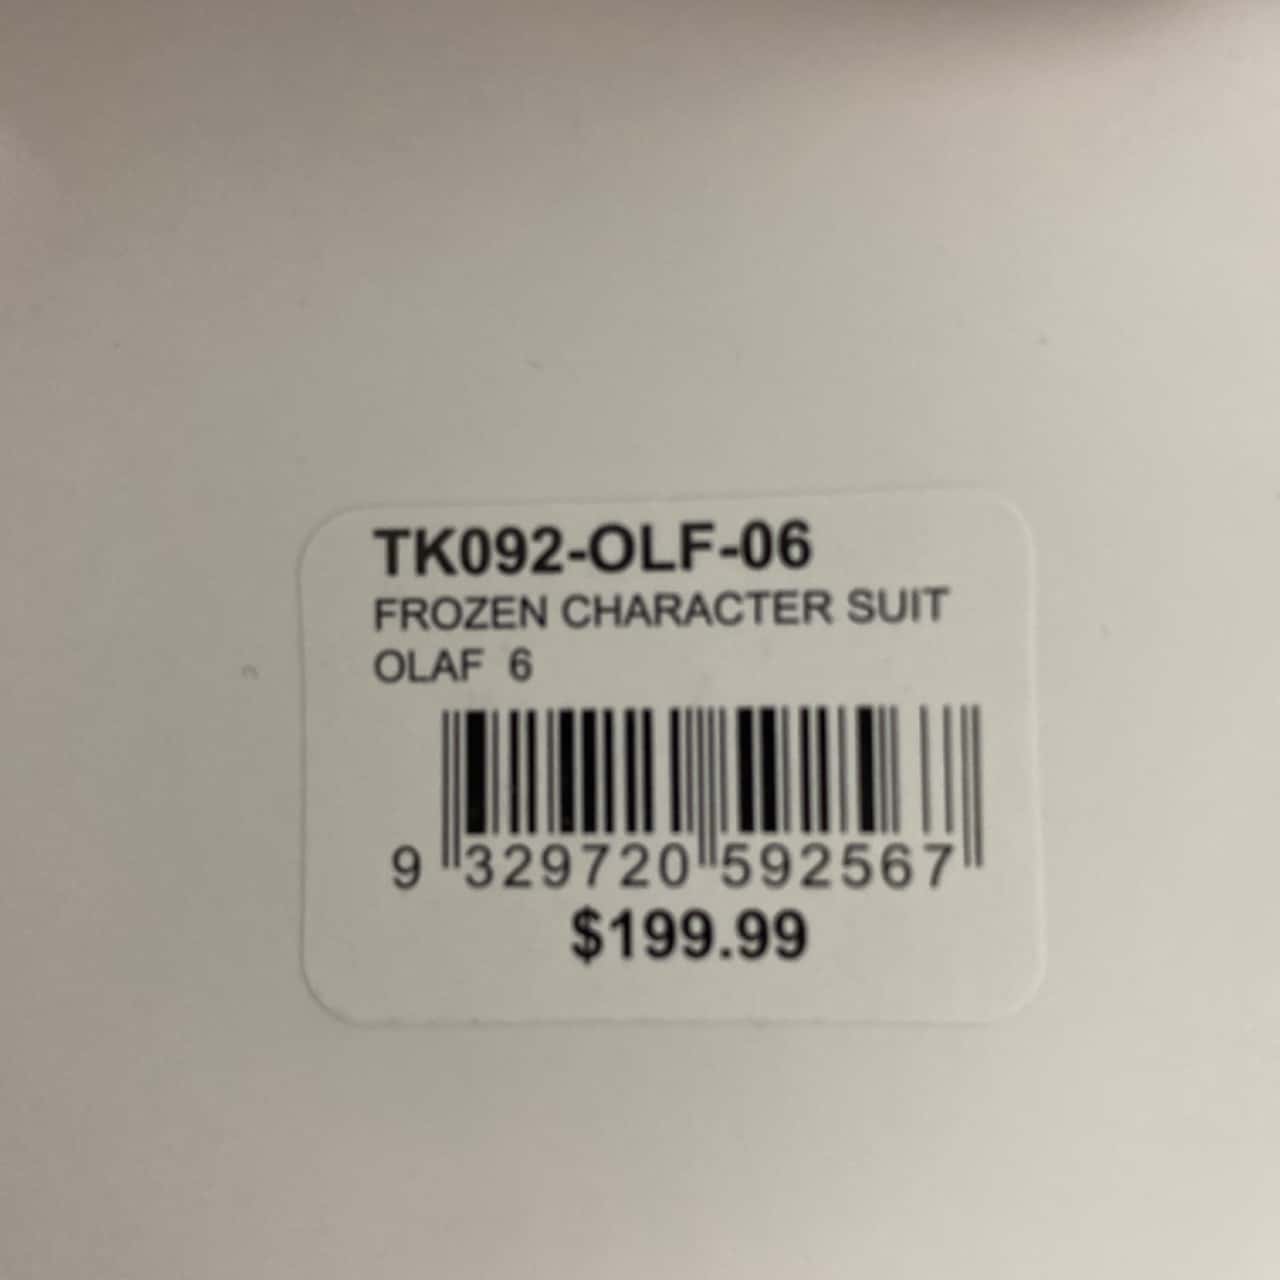 TK092-OLF-06
FROZEN CHARACTER SUIT
OLAF  6
9 329720 592567
$199.99